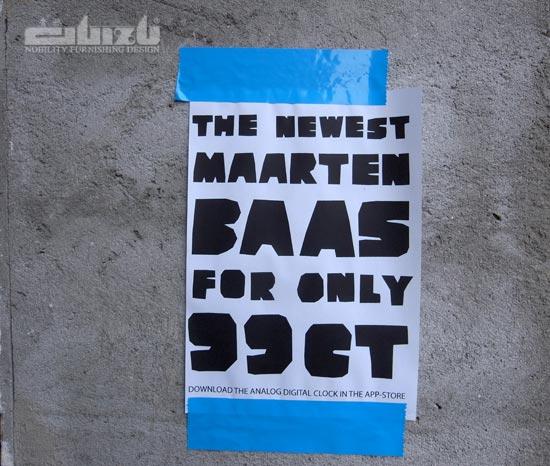 NOBILITY FURNISHING DESIGN
THE NEWEST
MAARTEN
BAAS
FOR ONLY
99CT
DOWNLOAD THE ANALOG DIGITAL CLOCK IN THE APP-STORE